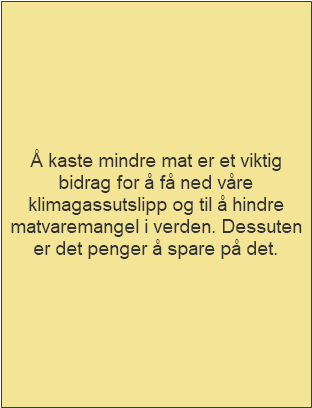 Å kaste mindre mat er et viktig
bidrag for å få ned våre
klimagassutslipp og til å hindre
matvaremangel i verden. Dessuten
er det penger å spare på det.